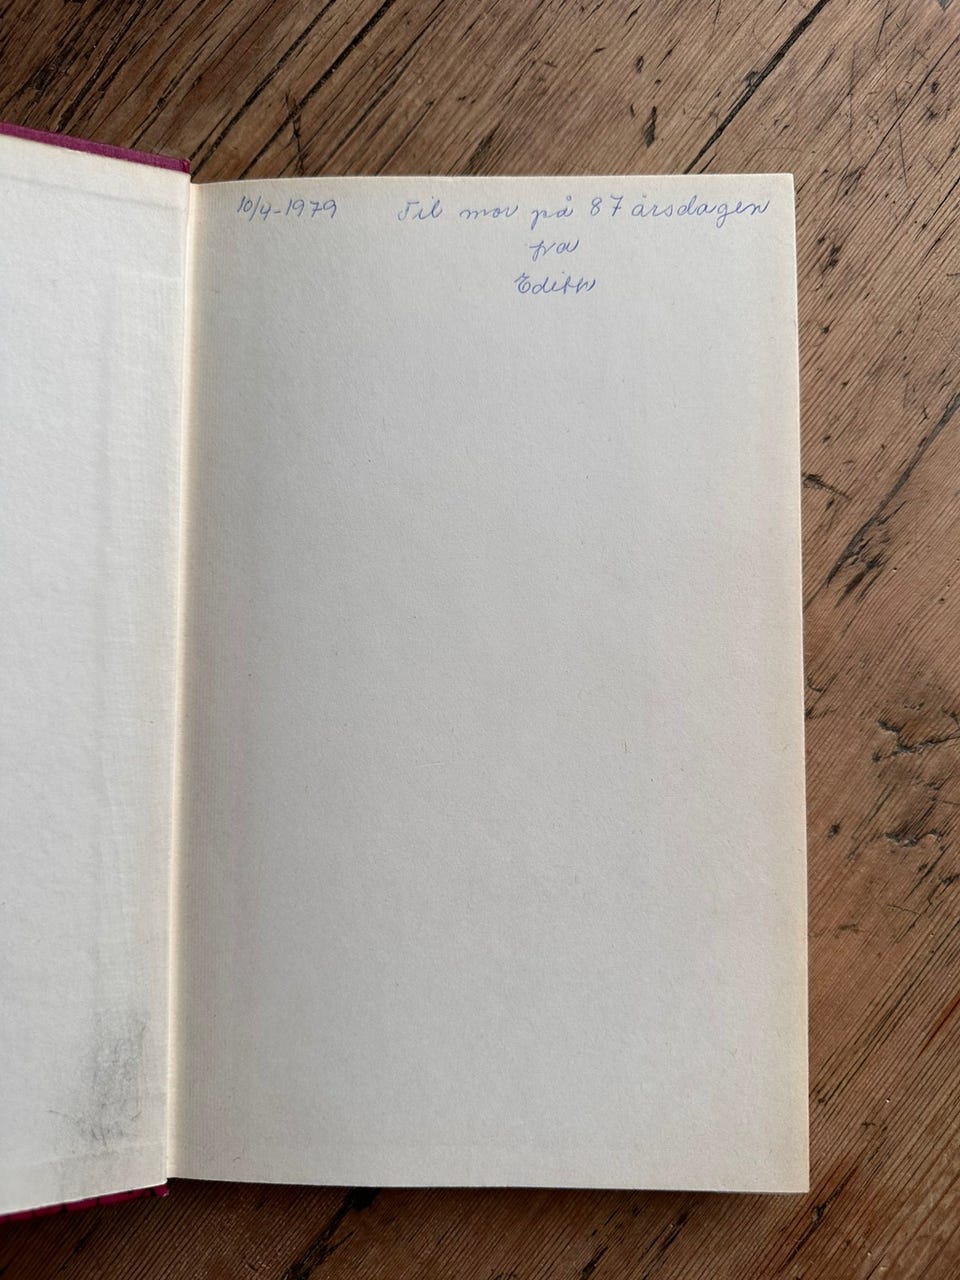 10/4-1979 Til mor på 87 årsdagen
fra
Edith